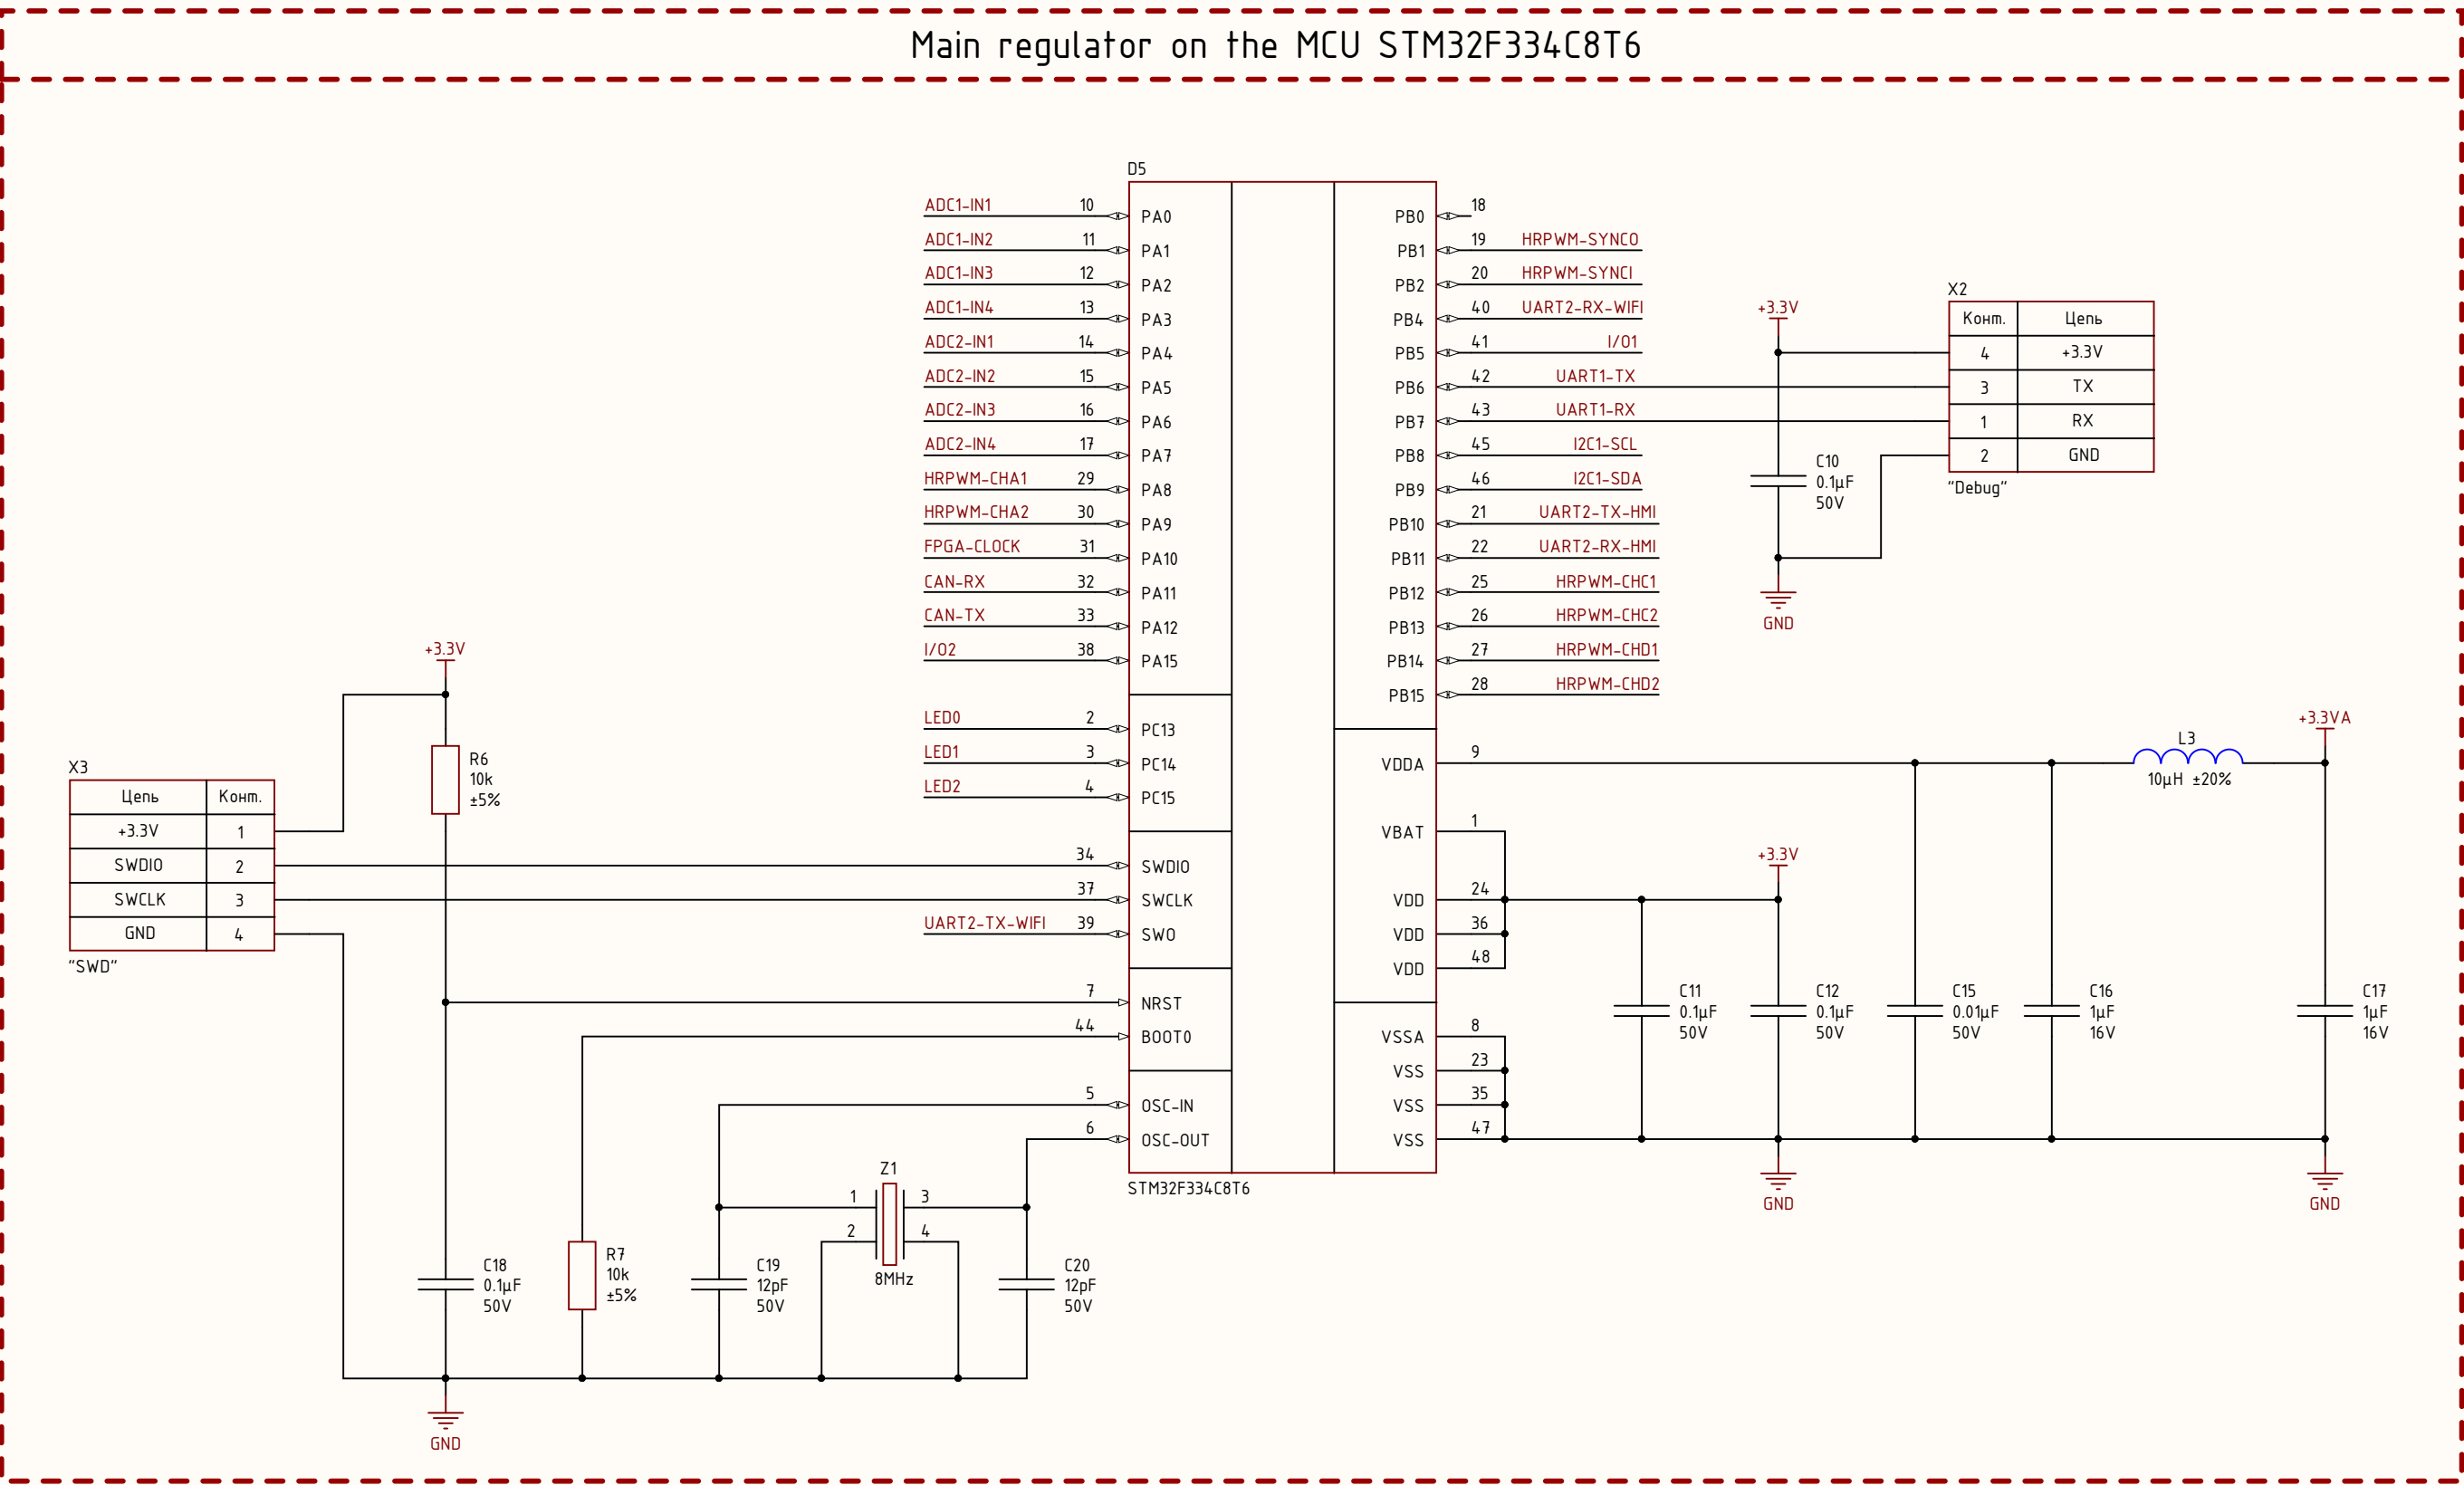 Main regulator on the MCU STM32F334C8T6
D5
ADC1-IN1 10 PA0
ADC1-IN2 11 PA1
ADC1-IN3 12 PA2
ADC1-IN4 13 PA3
ADC2-IN1 14 PA4
ADC2-IN2 15 PA5
ADC2-IN3 16 PA6
ADC2-IN4 17 PA7
HRPWM-CHA1 29 PA8
HRPWM-CHA2 30 PA9
FPGA-CLOCK 31 PA10
CAN-RX 32 PA11
CAN-TX 33 PA12
I/O2 38 PA15
LED0 2 PC13
LED1 3 PC14
LED2 4 PC15
34 SWDIO
37 SWCLK
UART2-TX-WIFI 39 SWO
7 NRST
44 BOOT0
5 OSC-IN
6 OSC-OUT
PB0 18
PB1 19 HRPWM-SYNCO
PB2 20 HRPWM-SYNCI
PB4 40 UART2-RX-WIFI
PB5 41 I/O1
PB6 42 UART1-TX
PB7 43 UART1-RX
PB8 45 I2C1-SCL
PB9 46 I2C1-SDA
PB10 21 UART2-TX-HMI
PB11 22 UART2-RX-HMI
PB12 25 HRPWM-CHC1
PB13 26 HRPWM-CHC2
PB14 27 HRPWM-CHD1
PB15 28 HRPWM-CHD2
VDDA 9
VBAT 1
VDD 24
VDD 36
VDD 48
VSSA 8
VSS 23
VSS 35
VSS 47
STM32F334C8T6
X2
Конт. Цепь
4 +3.3V
3 TX
1 RX
2 GND
"Debug"
+3.3V
C10
0.1µF
50V
GND
+3.3V
R6
10k
±5%
X3
Цепь Конт.
+3.3V 1
SWDIO 2
SWCLK 3
GND 4
"SWD"
C18
0.1µF
50V
GND
R7
10k
±5%
C19
12pF
50V
Z1
1 3
2 4
8MHz
C20
12pF
50V
+3.3VA
L3
10µH ±20%
+3.3V
C11
0.1µF
50V
C12
0.1µF
50V
C15
0.01µF
50V
C16
1µF
16V
C17
1µF
16V
GND
GND